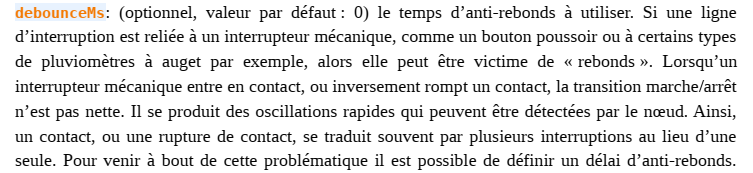 debounceMs: (optionnel, valeur par défaut : 0) le temps d’anti-rebonds à utiliser. Si une ligne
d’interruption est reliée à un interrupteur mécanique, comme un bouton poussoir ou à certains types
de pluviomètres à auget par exemple, alors elle peut être victime de « rebonds ». Lorsqu’un
interrupteur mécanique entre en contact, ou inversement rompt un contact, la transition marche/arrêt
n’est pas nette. Il se produit des oscillations rapides qui peuvent être détectées par le nœud. Ainsi,
un contact, ou une rupture de contact, se traduit souvent par plusieurs interruptions au lieu d’une
seule. Pour venir à bout de cette problématique il est possible de définir un délai d’anti-rebonds.